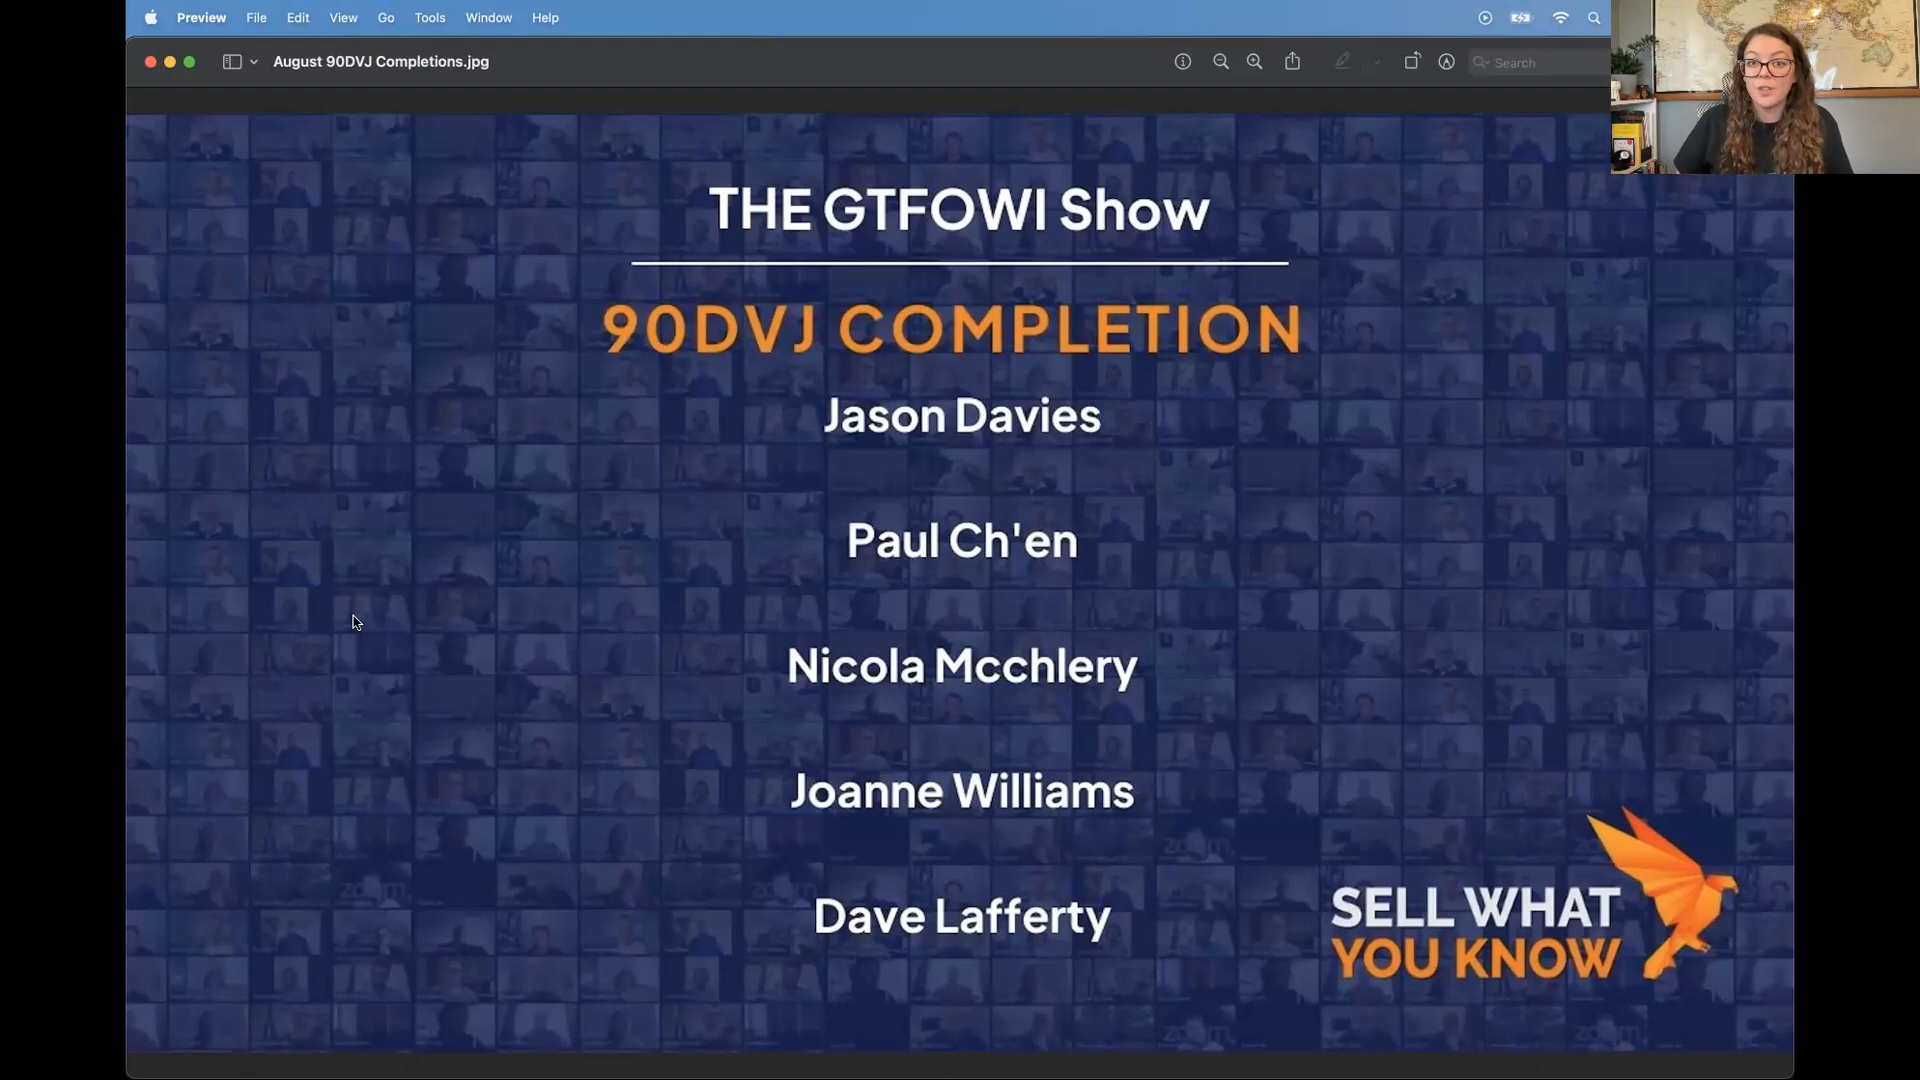 Preview File Edit View Go Tools Window Help
August 90DVJ Completions.jpg
Search
THE GTFOWI Show
90DVJ COMPLETION
Jason Davies
Paul Ch'en
Nicola Mcchlery
Joanne Williams
Dave Lafferty
SELL WHAT
YOU KNOW